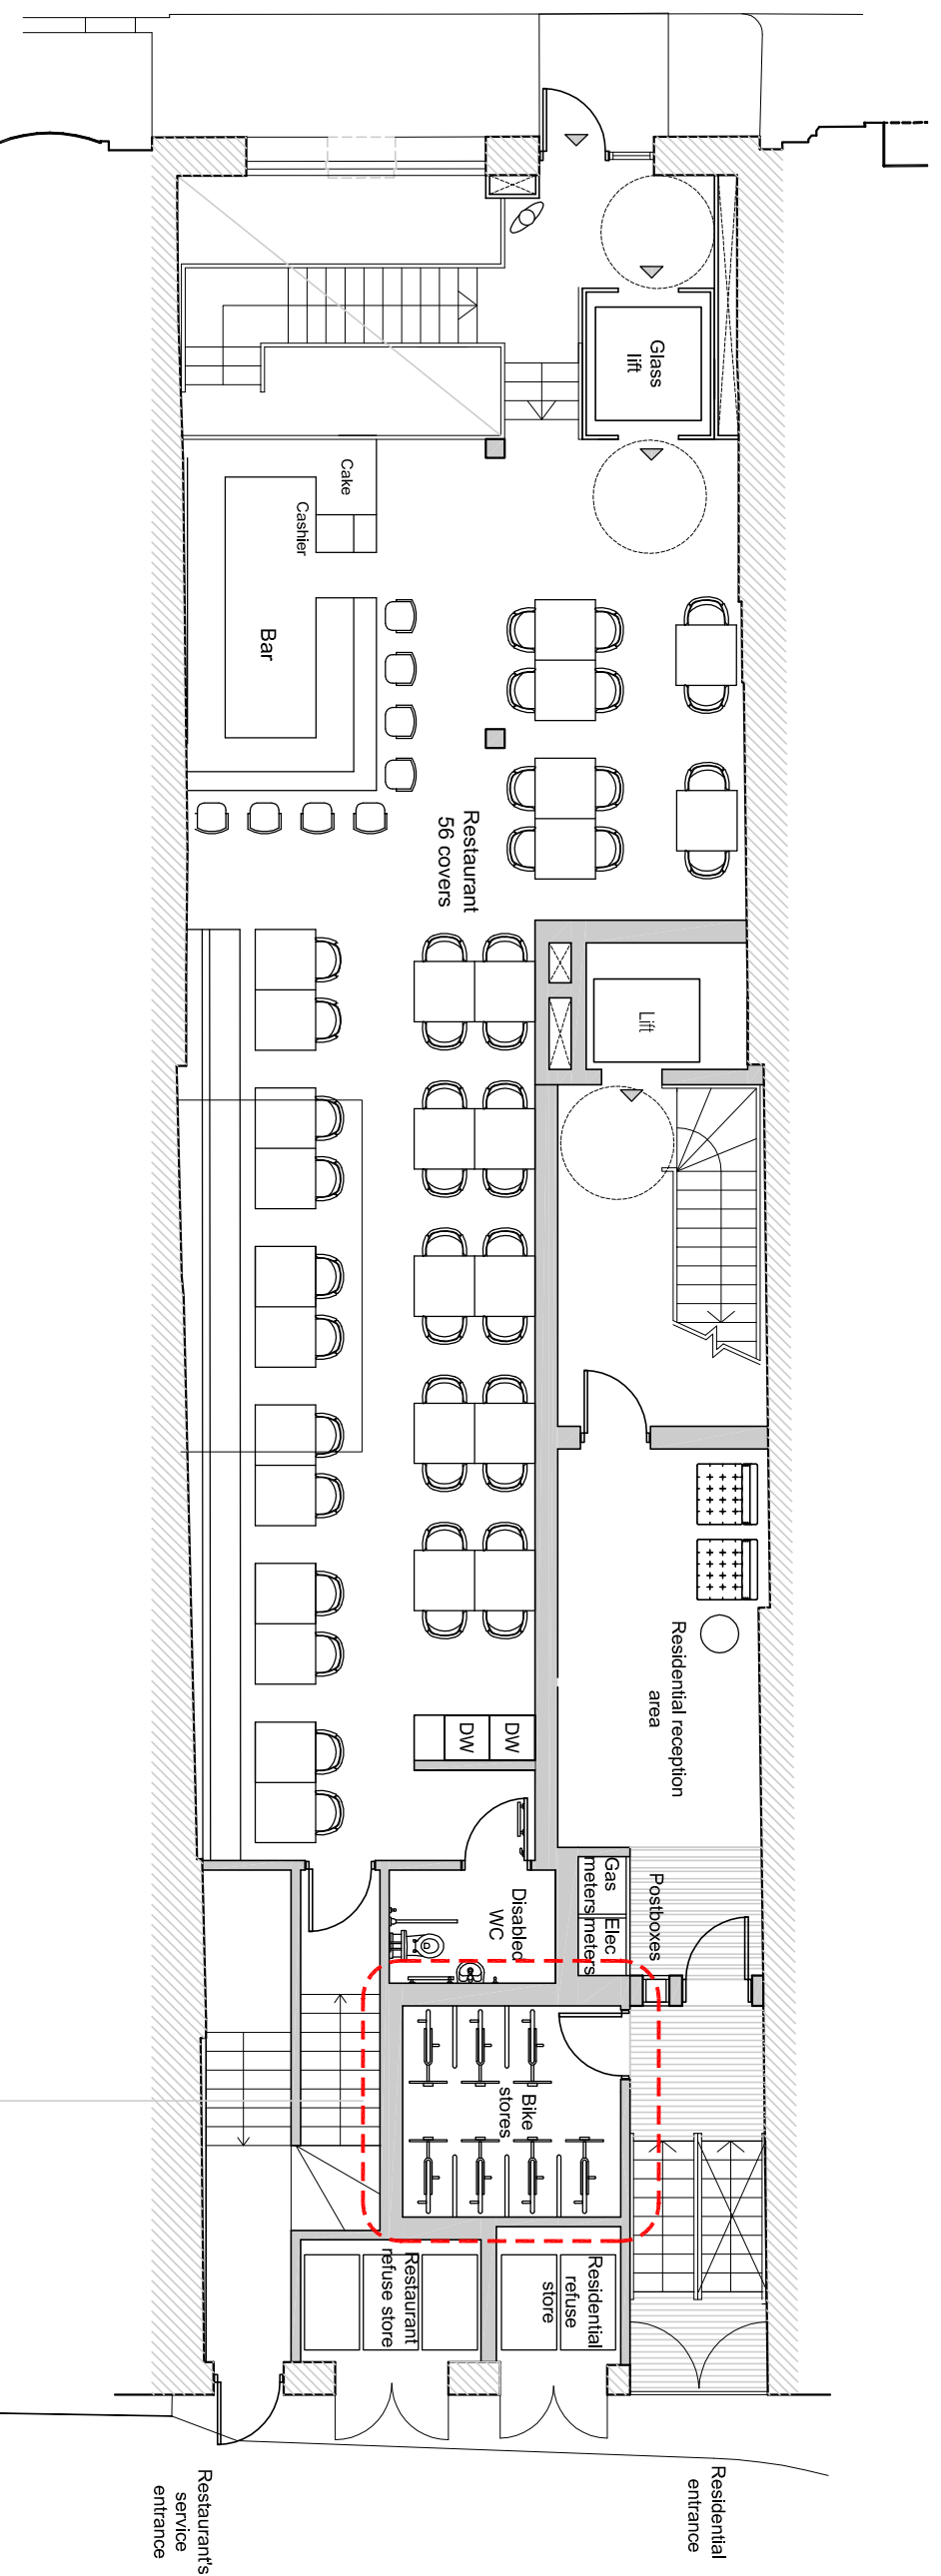 Glass
lift
Cake
Cashier
Bar
Restaurant
56 covers
Lift
Residential reception
area
DW
DW
Gas
meters
Elec
meters
Postboxes
Disabled
WC
Bike
stores
Restaurant
refuse store
Residential
refuse
store
Restaurant's
service
entrance
Residential
entrance